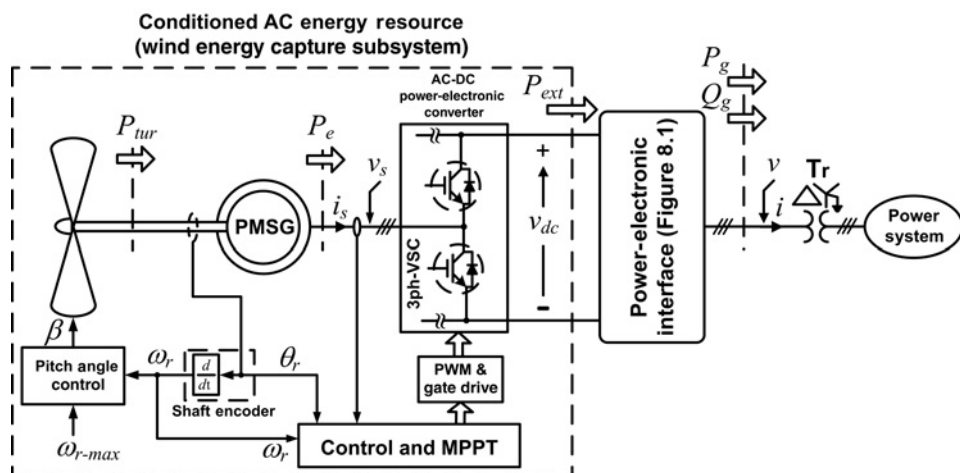 Conditioned AC energy resource
(wind energy capture subsystem)
AC-DC
power-electronic
converter
P_tur
P_e
P_ext
P_g
Q_g
v_s
i_s
PMSG
3ph-VSC
+
v_dc
-
Power-electronic
interface (Figure 8.1)
v
i
Tr
Power
system
β
Pitch angle
control
ω_r
d
dt
θ_r
Shaft encoder
PWM &
gate drive
ω_r-max
ω_r
Control and MPPT